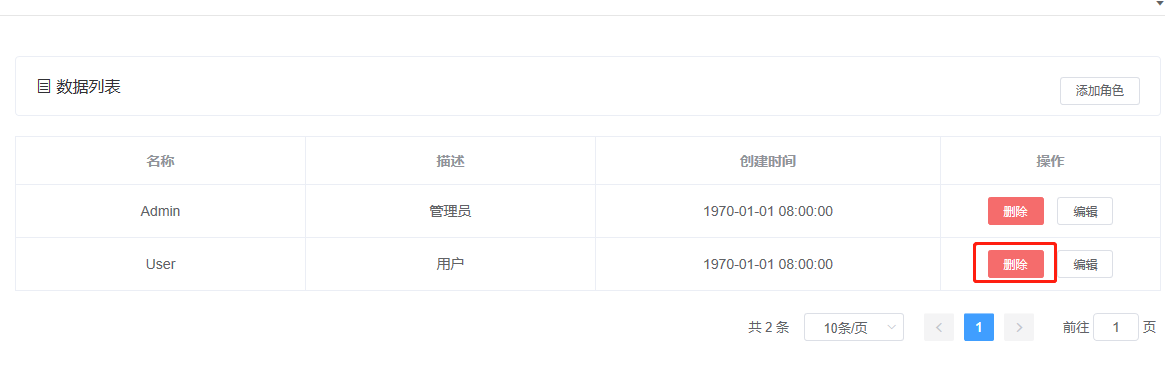 数据列表
添加角色
名称 描述 创建时间 操作
Admin 管理员 1970-01-01 08:00:00 删除 编辑
User 用户 1970-01-01 08:00:00 删除 编辑
共 2 条 10条/页 1 前往 1 页